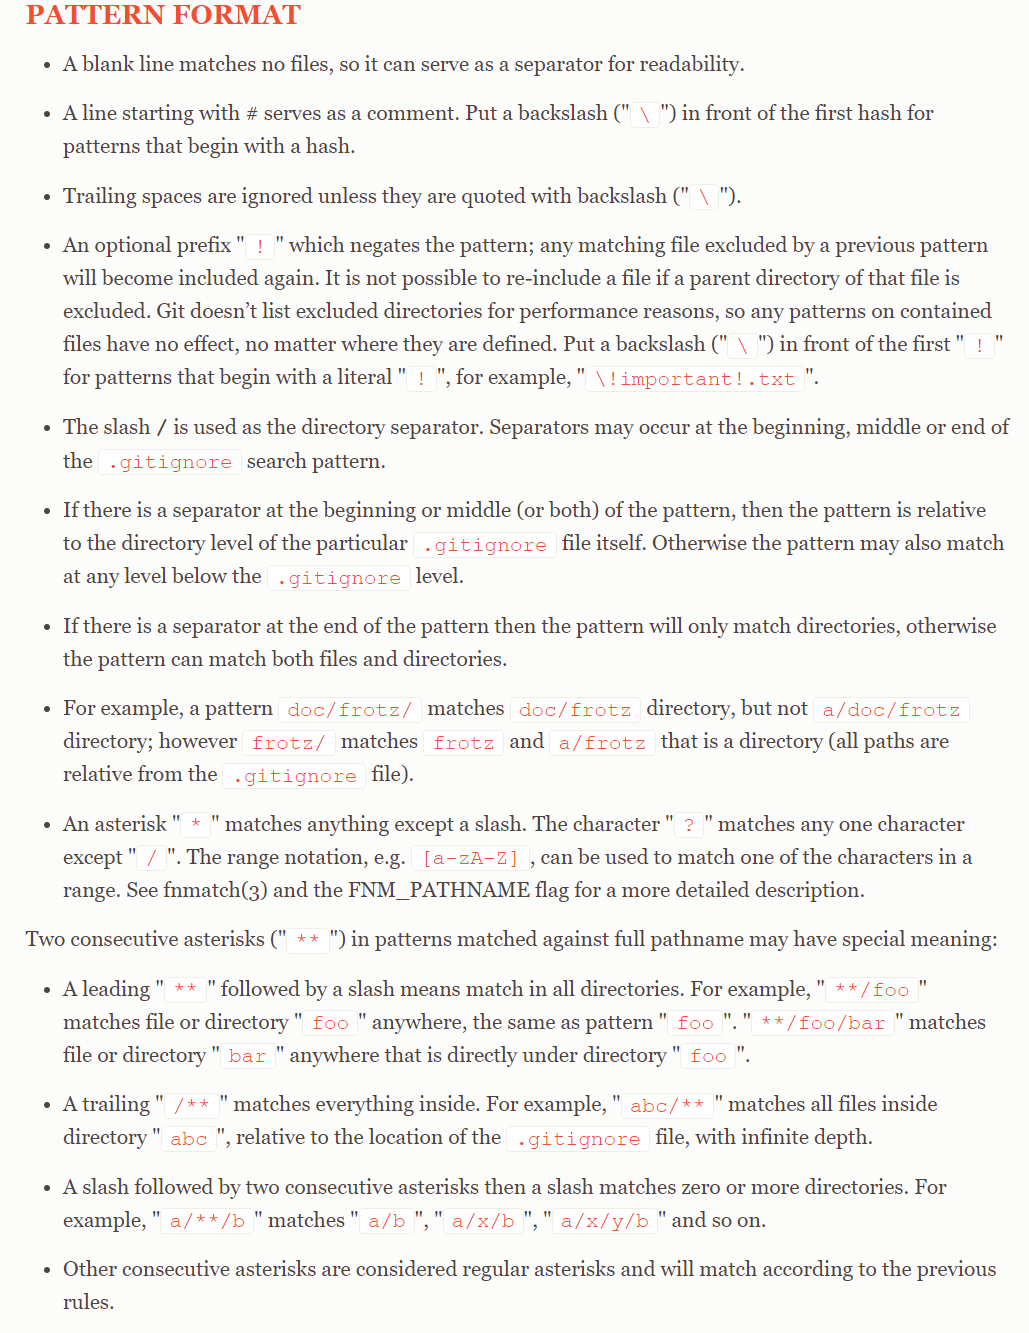 PATTERN FORMAT
• A blank line matches no files, so it can serve as a separator for readability.
• A line starting with # serves as a comment. Put a backslash ("\") in front of the first hash for
patterns that begin with a hash.
• Trailing spaces are ignored unless they are quoted with backslash ("\").
• An optional prefix "!" which negates the pattern; any matching file excluded by a previous pattern
will become included again. It is not possible to re-include a file if a parent directory of that file is
excluded. Git doesn’t list excluded directories for performance reasons, so any patterns on contained
files have no effect, no matter where they are defined. Put a backslash ("\") in front of the first "!"
for patterns that begin with a literal "!", for example, "\!important!.txt".
• The slash / is used as the directory separator. Separators may occur at the beginning, middle or end of
the .gitignore search pattern.
• If there is a separator at the beginning or middle (or both) of the pattern, then the pattern is relative
to the directory level of the particular .gitignore file itself. Otherwise the pattern may also match
at any level below the .gitignore level.
• If there is a separator at the end of the pattern then the pattern will only match directories, otherwise
the pattern can match both files and directories.
• For example, a pattern doc/frotz/ matches doc/frotz directory, but not a/doc/frotz
directory; however frotz/ matches frotz and a/frotz that is a directory (all paths are
relative from the .gitignore file).
• An asterisk "*" matches anything except a slash. The character "?" matches any one character
except "/". The range notation, e.g. [a-zA-Z], can be used to match one of the characters in a
range. See fnmatch(3) and the FNM_PATHNAME flag for a more detailed description.
Two consecutive asterisks ("**") in patterns matched against full pathname may have special meaning:
• A leading "**" followed by a slash means match in all directories. For example, "**/foo"
matches file or directory "foo" anywhere, the same as pattern "foo". "**/foo/bar" matches
file or directory "bar" anywhere that is directly under directory "foo".
• A trailing "/**" matches everything inside. For example, "abc/**" matches all files inside
directory "abc", relative to the location of the .gitignore file, with infinite depth.
• A slash followed by two consecutive asterisks then a slash matches zero or more directories. For
example, "a/**/b" matches "a/b", "a/x/b", "a/x/y/b" and so on.
• Other consecutive asterisks are considered regular asterisks and will match according to the previous
rules.